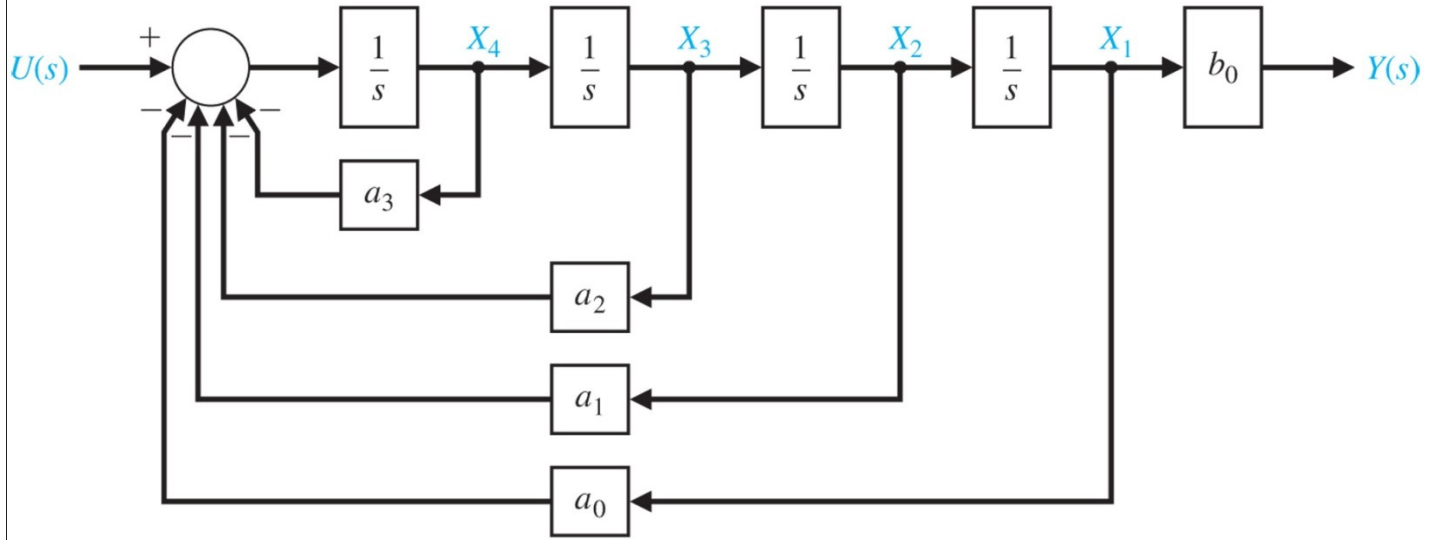 U(s) + 1/s X₄ 1/s X₃ 1/s X₂ 1/s X₁ b₀ Y(s)
− − − −
a₃
a₂
a₁
a₀